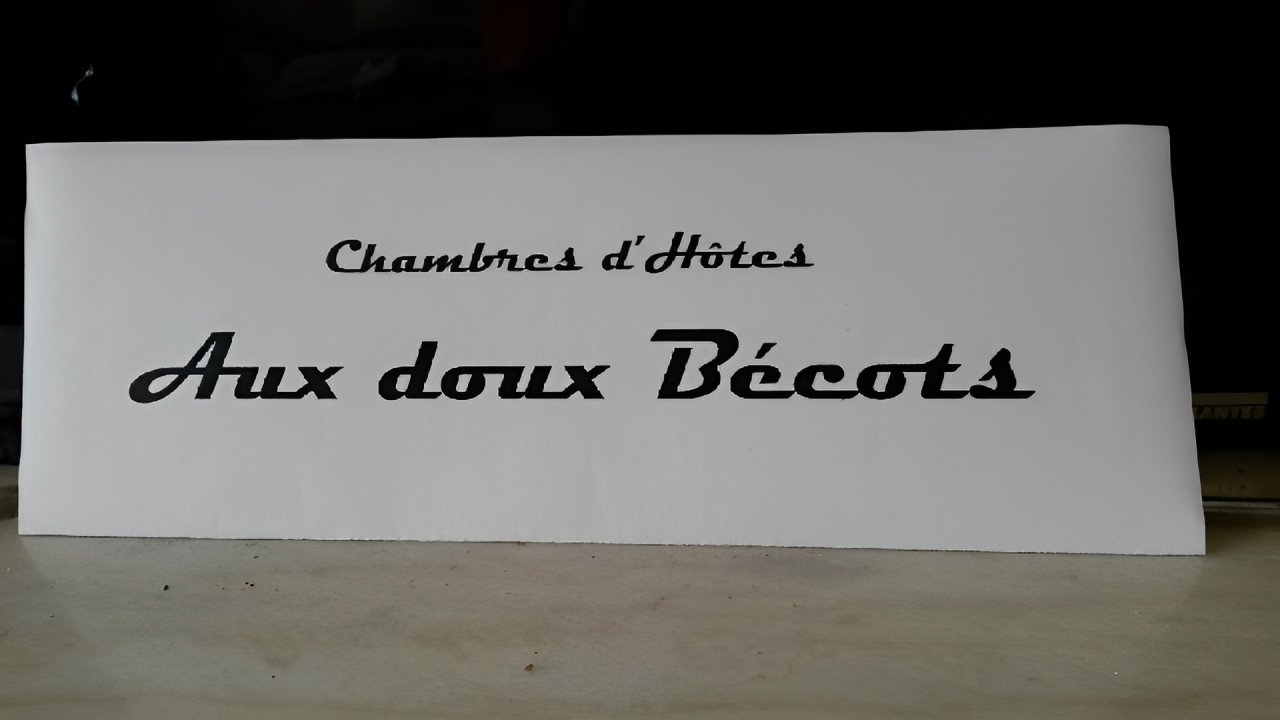 Chambres d'Hôtes
Aux doux Bécots